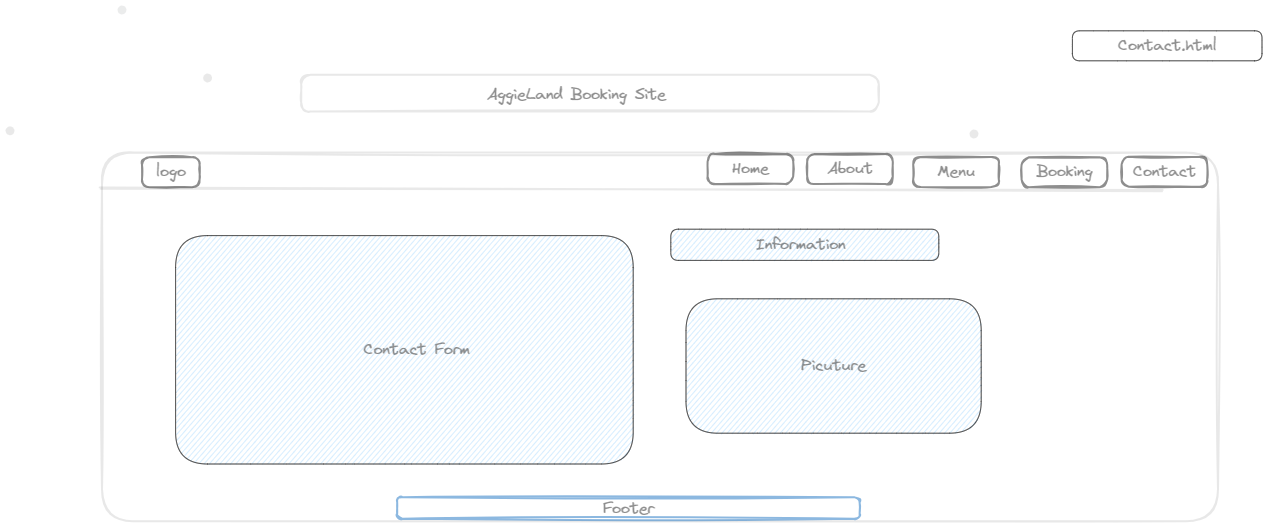 Contact.html
AggieLand Booking Site
logo
Home
About
Menu
Booking
Contact
Information
Contact Form
Picuture
Footer